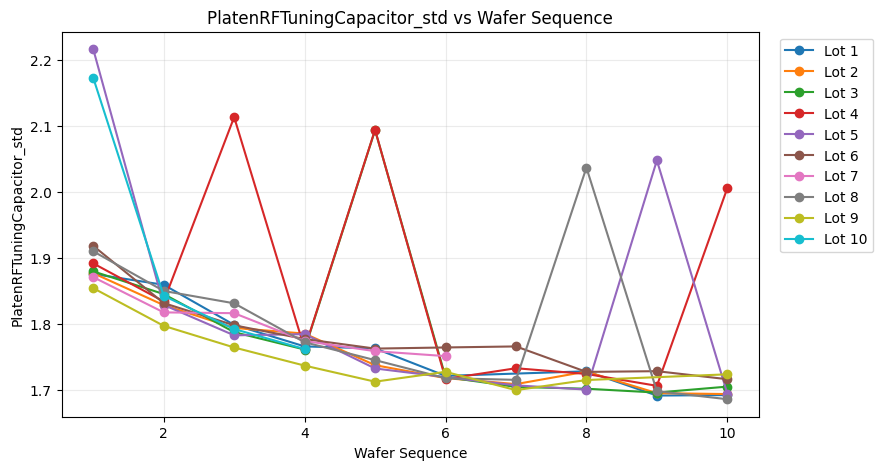 PlatenRFTuningCapacitor_std vs Wafer Sequence
PlatenRFTuningCapacitor_std
2.2
2.1
2.0
1.9
1.8
1.7
2
4
6
8
10
Wafer Sequence
Lot 1
Lot 2
Lot 3
Lot 4
Lot 5
Lot 6
Lot 7
Lot 8
Lot 9
Lot 10